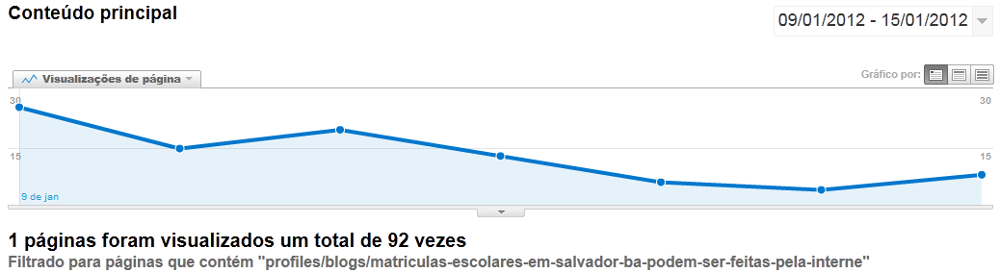 Conteúdo principal
09/01/2012 - 15/01/2012
Visualizações de página
Gráfico por:
30
30
15
15
9 de jan
1 páginas foram visualizados um total de 92 vezes
Filtrado para páginas que contém "profiles/blogs/matriculas-escolares-em-salvador-ba-podem-ser-feitas-pela-interne"